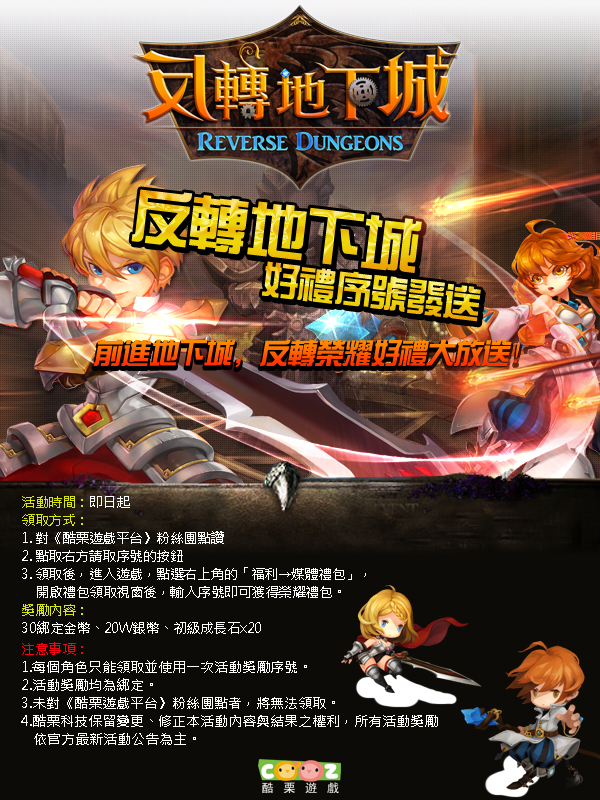 反轉地下城
REVERSE DUNGEONS
反轉地下城
好禮序號發送
前進地下城，反轉榮耀好禮大放送!
活動時間：即日起
領取方式：
1. 對《酷栗遊戲平台》粉絲團點讚
2. 點取右方請取序號的按鈕
3. 領取後，進入遊戲，點選右上角的「福利→媒體禮包」，
開啟禮包領取視窗後，輸入序號即可獲得榮耀禮包。
獎勵內容：
30綁定金幣、20W銀幣、初級成長石x20
注意事項：
1.每個角色只能領取並使用一次活動獎勵序號。
2.活動獎勵均為綁定。
3.未對《酷栗遊戲平台》粉絲團點者，將無法領取。
4.酷栗科技保留變更、修正本活動內容與結果之權利，所有活動獎勵
依官方最新活動公告為主。
COOZ
酷栗遊戲